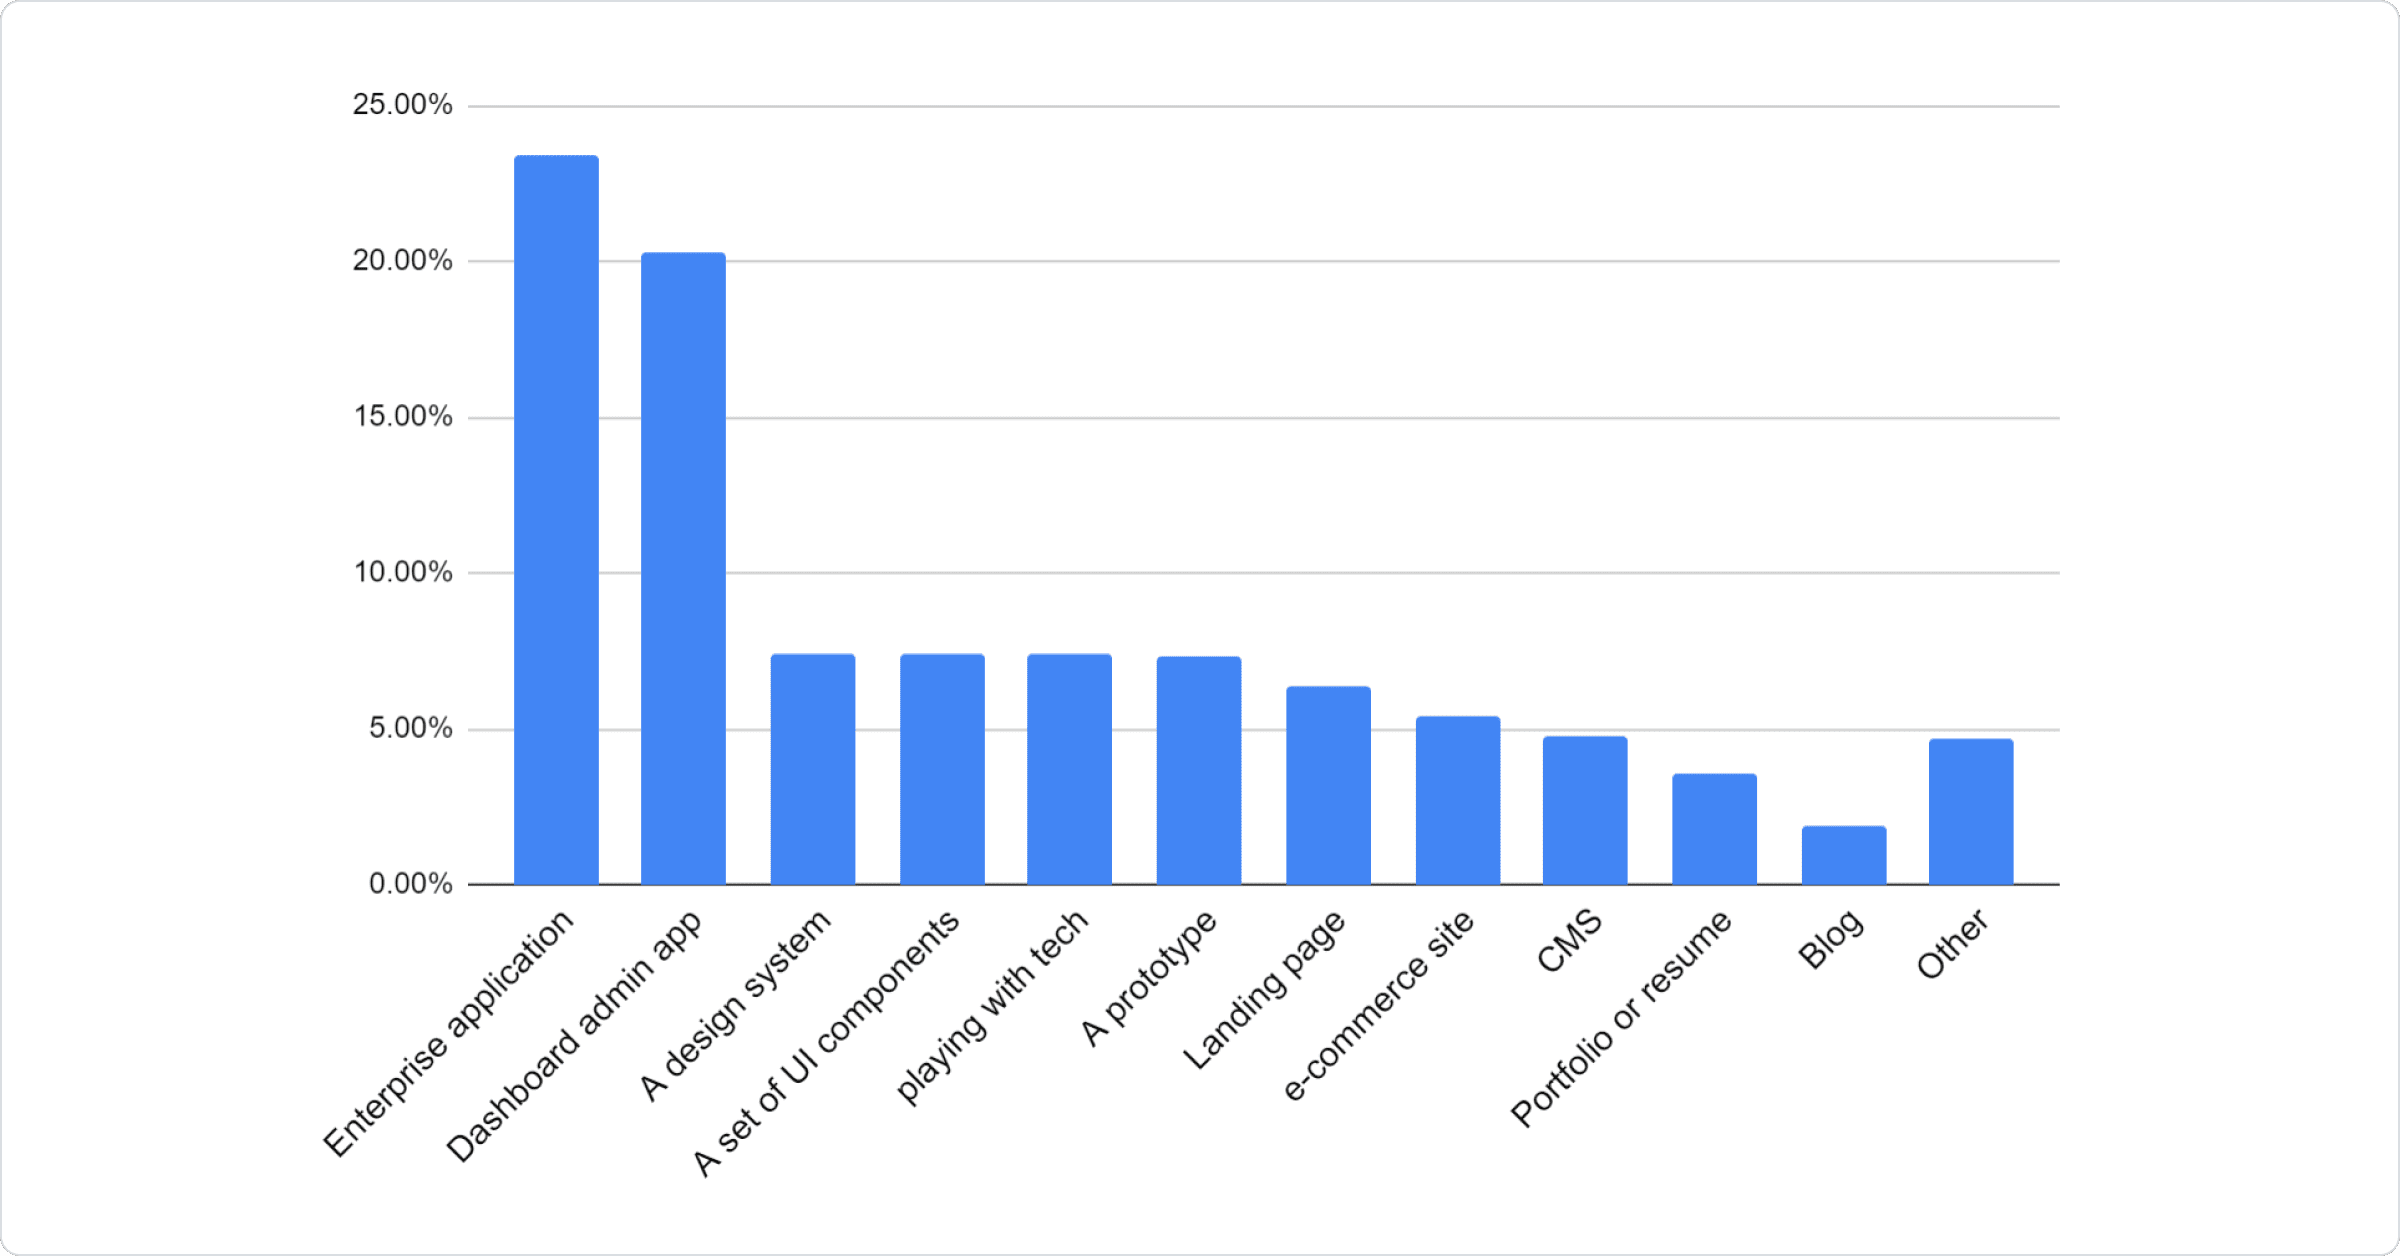 25.00%
20.00%
15.00%
10.00%
5.00%
0.00%
Enterprise application
Dashboard admin app
A design system
A set of UI components
playing with tech
A prototype
Landing page
e-commerce site
CMS
Portfolio or resume
Blog
Other